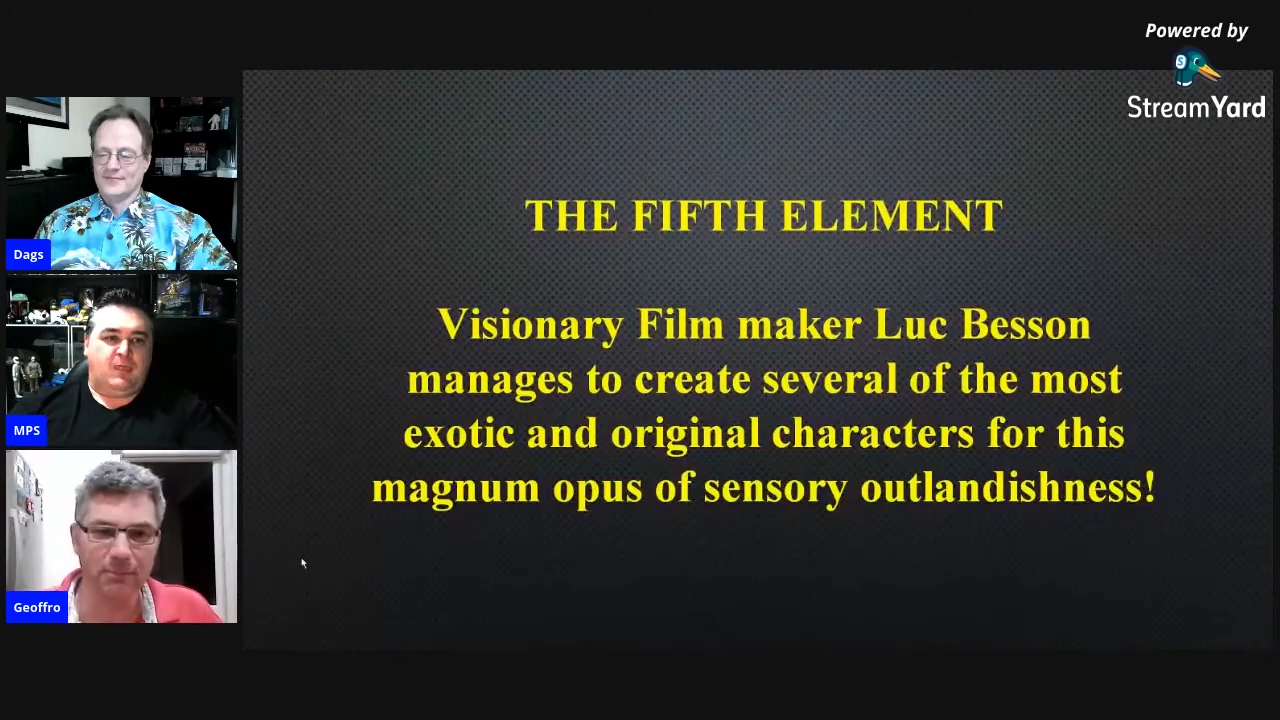 Powered by
StreamYard
Dags
MPS
Geoffro
THE FIFTH ELEMENT
Visionary Film maker Luc Besson
manages to create several of the most
exotic and original characters for this
magnum opus of sensory outlandishness!